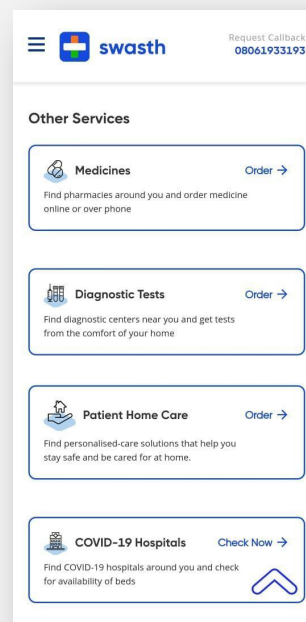 swasth
Request Callback
08061933193
Other Services
Medicines
Order →
Find pharmacies around you and order medicine
online or over phone
Diagnostic Tests
Order →
Find diagnostic centers near you and get tests
from the comfort of your home
Patient Home Care
Order →
Find personalised-care solutions that help you
stay safe and be cared for at home.
COVID-19 Hospitals
Check Now →
Find COVID-19 hospitals around you and check
for availability of beds